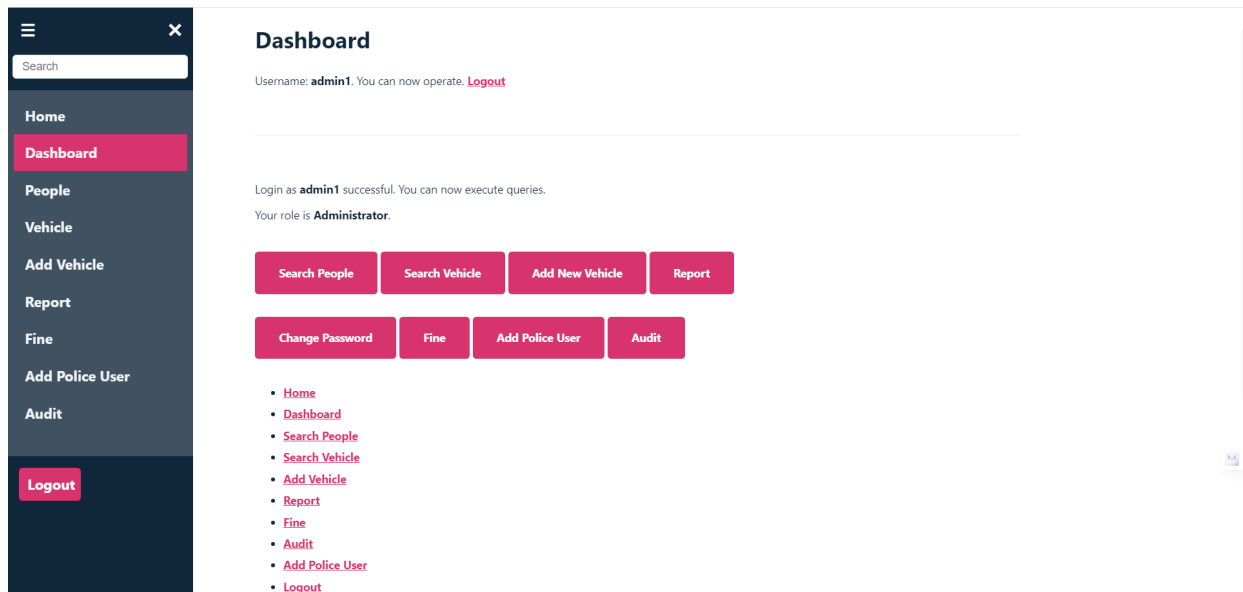 ☰ ×
Search
Home
Dashboard
People
Vehicle
Add Vehicle
Report
Fine
Add Police User
Audit
Logout
Dashboard
Username: admin1. You can now operate. Logout
Login as admin1 successful. You can now execute queries.
Your role is Administrator.
Search People Search Vehicle Add New Vehicle Report
Change Password Fine Add Police User Audit
• Home
• Dashboard
• Search People
• Search Vehicle
• Add Vehicle
• Report
• Fine
• Audit
• Add Police User
• Logout